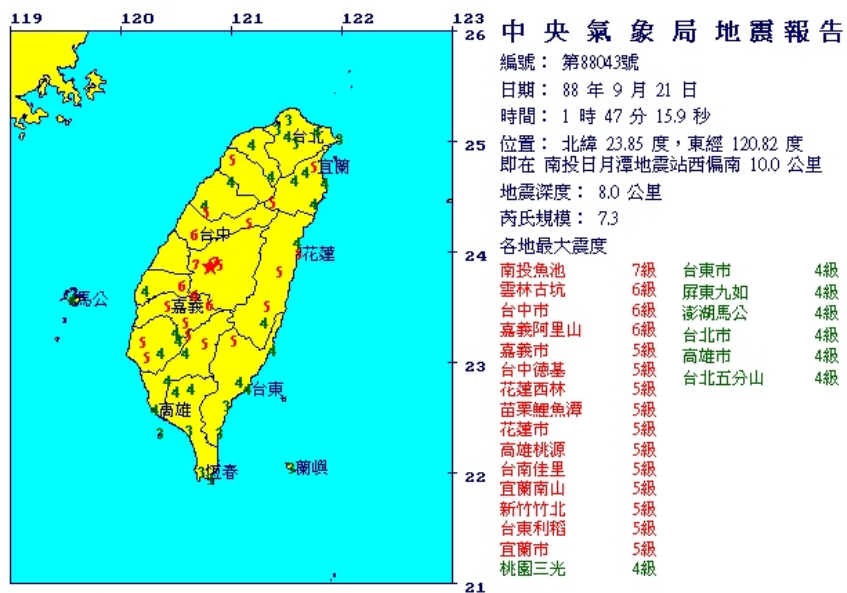 119 120 121 122 123
26
25
24
23
22
21
台北
宜蘭
台中
花蓮
馬公
嘉義
台東
高雄
恆春
蘭嶼
中央氣象局地震報告
編號： 第88043號
日期： 88 年 9 月 21 日
時間： 1 時 47 分 15.9 秒
位置： 北緯 23.85 度，東經 120.82 度
即在 南投日月潭地震站西偏南 10.0 公里
地震深度： 8.0 公里
芮氏規模： 7.3
各地最大震度
南投魚池 7級
雲林古坑 6級
台中市 6級
嘉義阿里山 6級
嘉義市 5級
台中德基 5級
花蓮西林 5級
苗栗鯉魚潭 5級
花蓮市 5級
高雄桃源 5級
台南佳里 5級
宜蘭南山 5級
新竹竹北 5級
台東利稻 5級
宜蘭市 5級
桃園三光 4級
台東市 4級
屏東九如 4級
澎湖馬公 4級
台北市 4級
高雄市 4級
台北五分山 4級